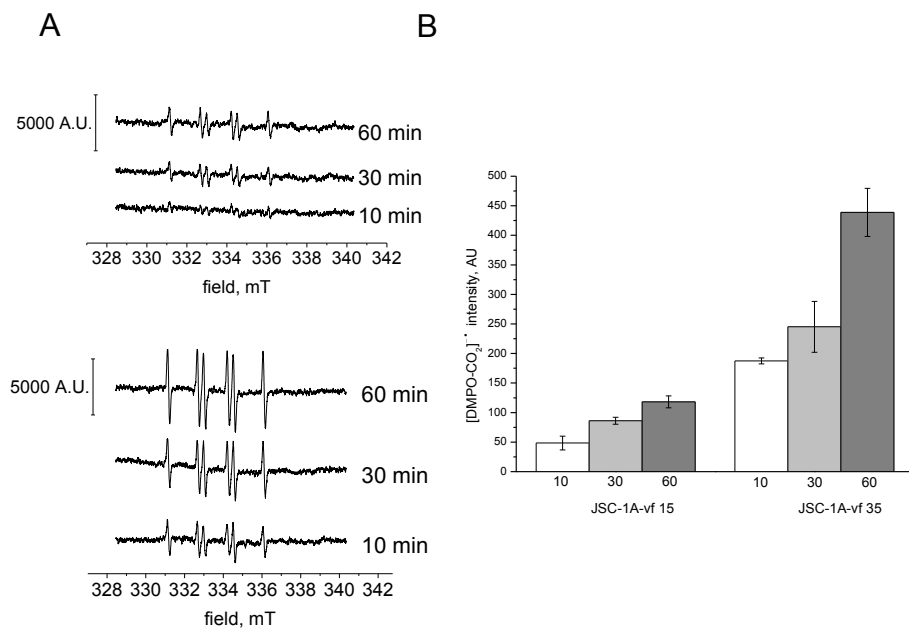 A
5000 A.U.
60 min
30 min
10 min
328 330 332 334 336 338 340 342
field, mT
5000 A.U.
60 min
30 min
10 min
328 330 332 334 336 338 340 342
field, mT
B
[DMPO-CO₂]⁻• intensity, AU
500
450
400
350
300
250
200
150
100
50
0
10 30 60 10 30 60
JSC-1A-vf 15 JSC-1A-vf 35